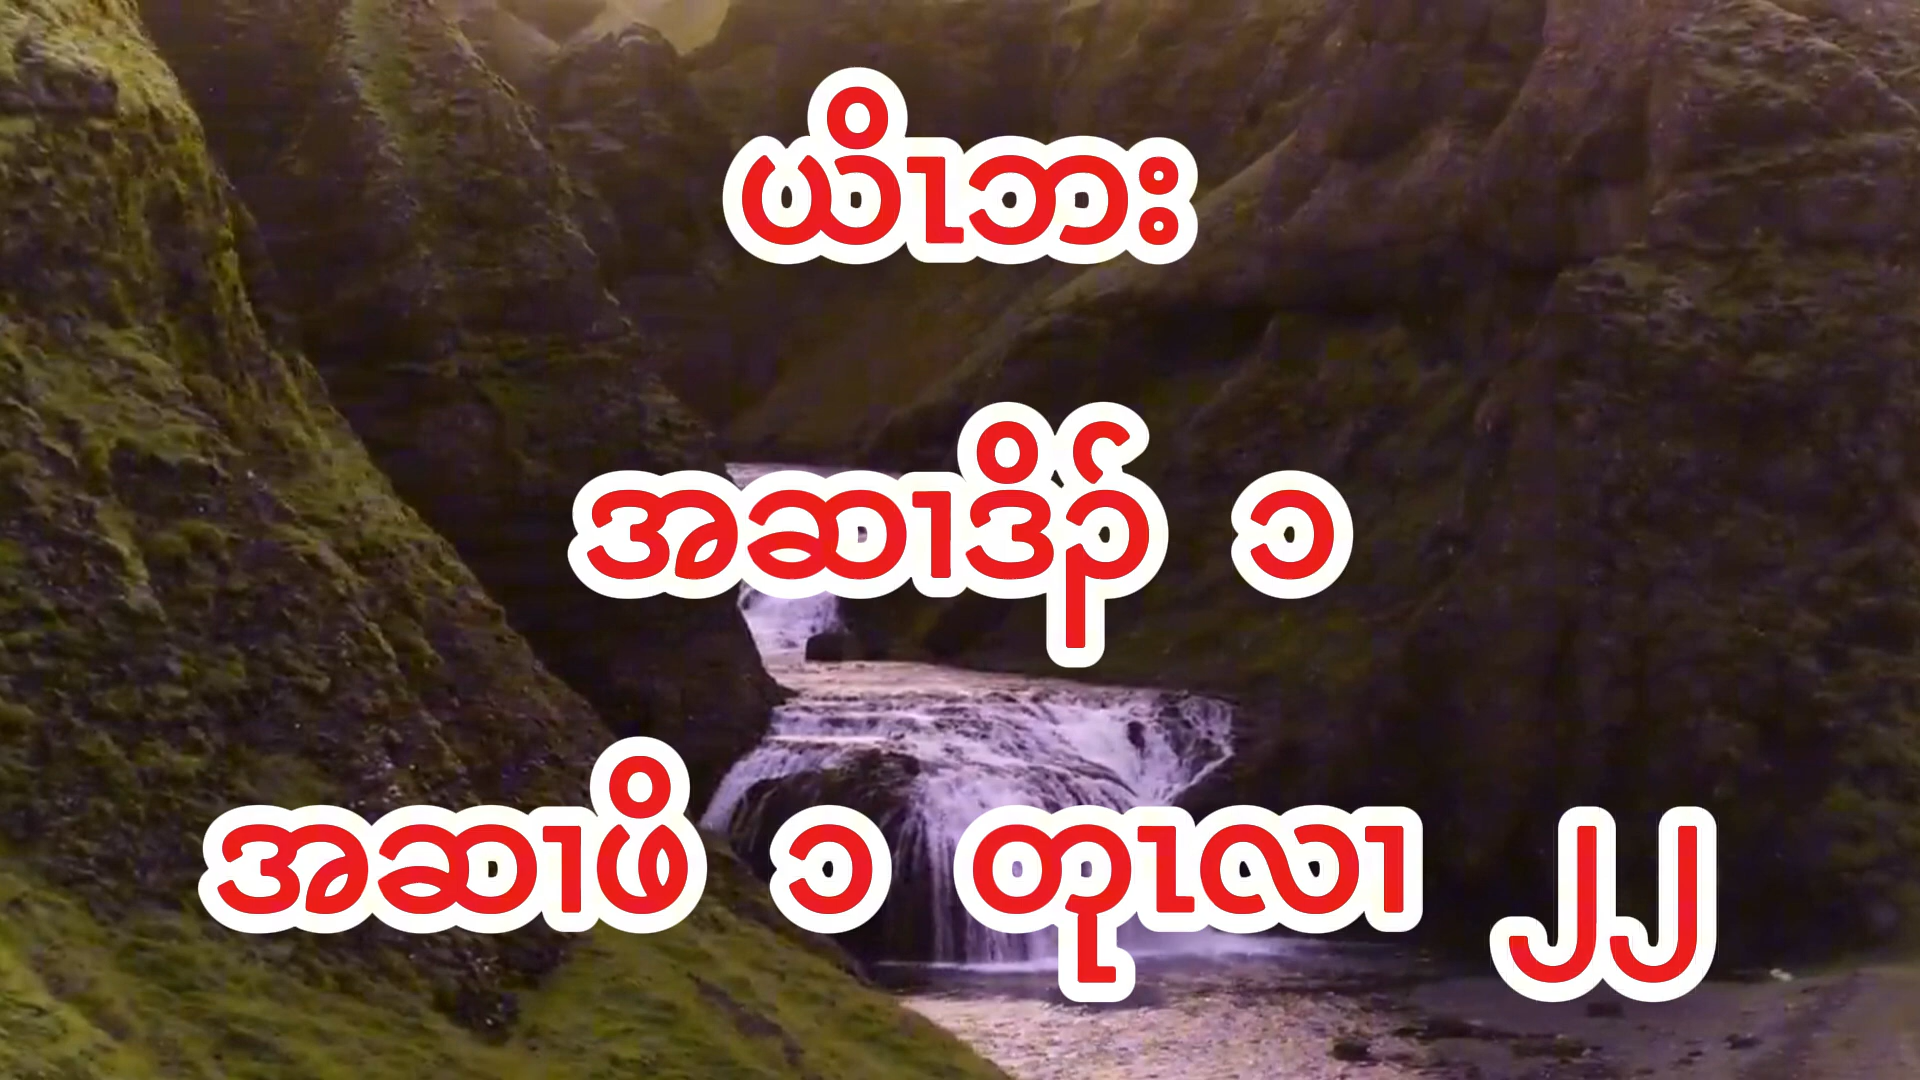 ယိၤဘး
အဆၢဒိၣ် ၁
အဆၢဖိ ၁ တုၤလၢ ၂၂